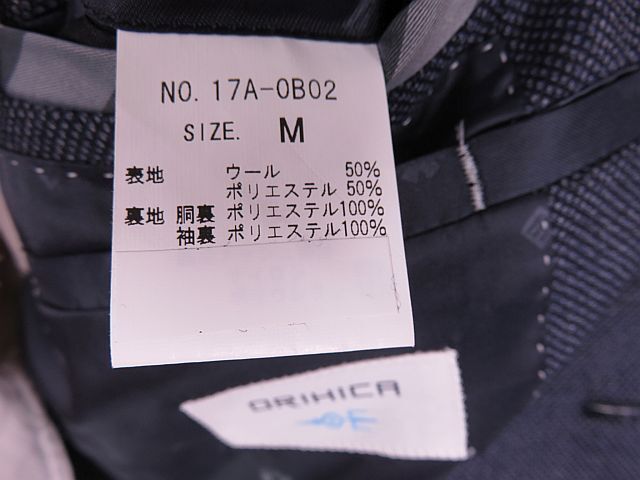 NO. 17A-0B02
SIZE. M
表地 ウール 50%
ポリエステル 50%
裏地 胴裏 ポリエステル100%
袖裏 ポリエステル100%
ORIHICA